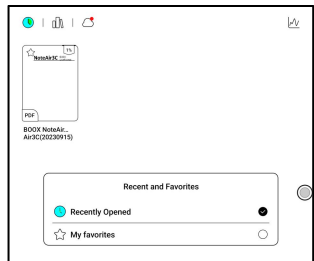 1%
NoteAir3C
PDF
BOOX NoteAir...
Air3C(20230915)
Recent and Favorites
Recently Opened
My favorites